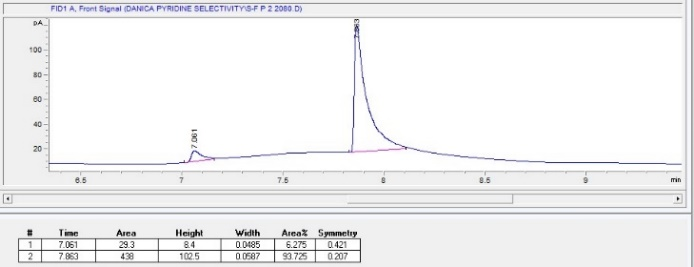 FID1 A, Front Signal (DANICA PYRIDINE SELECTIVITY\S-F P 2 2080.D)
pA
100
80
60
40
20
7.061
7.863
6.5 7 7.5 8 8.5 9 min
# Time Area Height Width Area% Symmetry
1 7.061 29.3 8.4 0.0485 6.275 0.421
2 7.863 438 102.5 0.0587 93.725 0.207